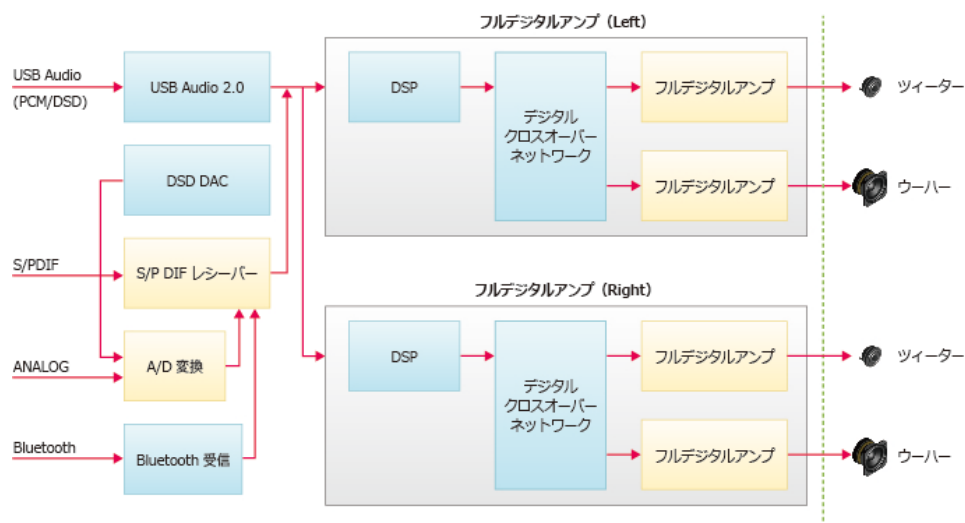 フルデジタルアンプ（Left）
USB Audio
(PCM/DSD)
USB Audio 2.0
DSP
デジタル
クロスオーバー
ネットワーク
フルデジタルアンプ
ツィーター
フルデジタルアンプ
ウーハー
DSD DAC
S/PDIF
S/P DIF レシーバー
ANALOG
A/D 変換
Bluetooth
Bluetooth 受信
フルデジタルアンプ（Right）
DSP
デジタル
クロスオーバー
ネットワーク
フルデジタルアンプ
ツィーター
フルデジタルアンプ
ウーハー